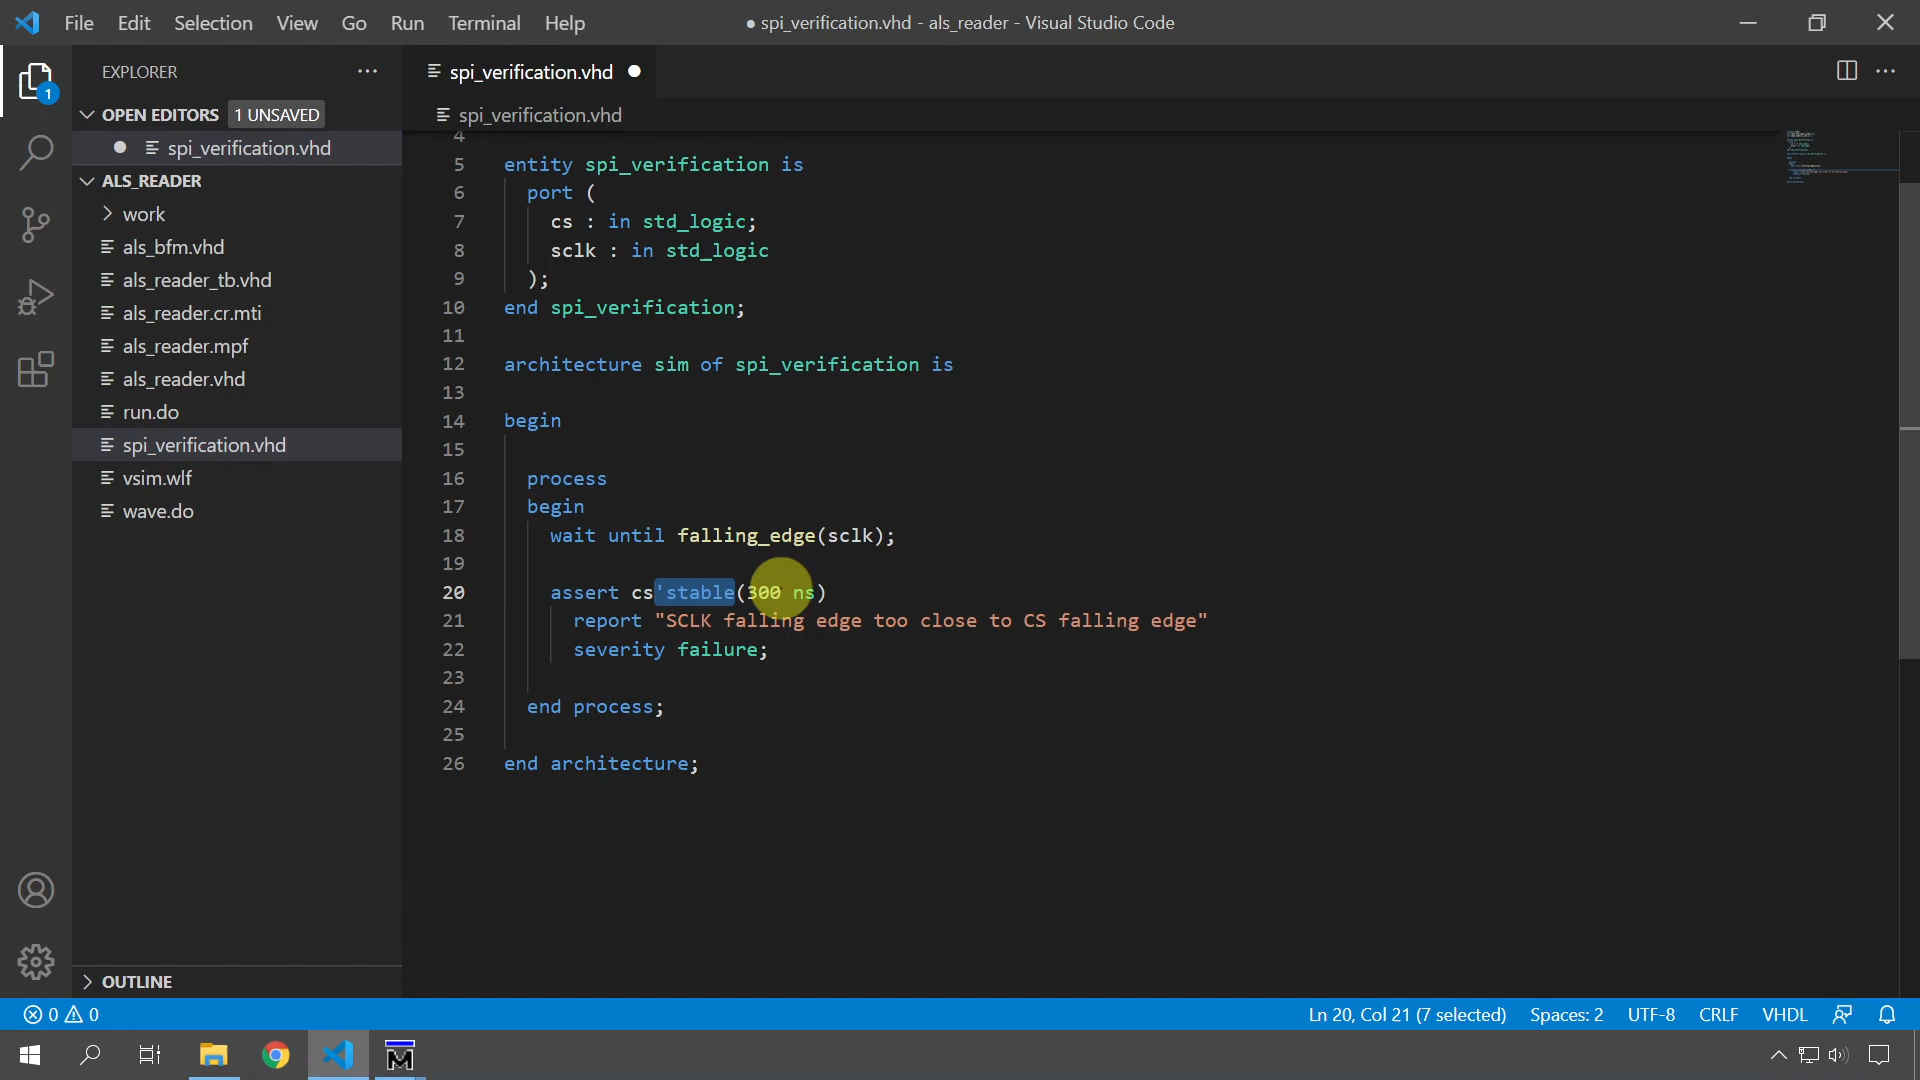 File Edit Selection View Go Run Terminal Help
● spi_verification.vhd - als_reader - Visual Studio Code
EXPLORER
1
OPEN EDITORS 1 UNSAVED
spi_verification.vhd
ALS_READER
work
als_bfm.vhd
als_reader_tb.vhd
als_reader.cr.mti
als_reader.mpf
als_reader.vhd
run.do
spi_verification.vhd
vsim.wlf
wave.do
OUTLINE
spi_verification.vhd
spi_verification.vhd
4
5 entity spi_verification is
6 port (
7 cs : in std_logic;
8 sclk : in std_logic
9 );
10 end spi_verification;
11
12 architecture sim of spi_verification is
13
14 begin
15
16 process
17 begin
18 wait until falling_edge(sclk);
19
20 assert cs'stable(300 ns)
21 report "SCLK falling edge too close to CS falling edge"
22 severity failure;
23
24 end process;
25
26 end architecture;
0 0
Ln 20, Col 21 (7 selected) Spaces: 2 UTF-8 CRLF VHDL
M